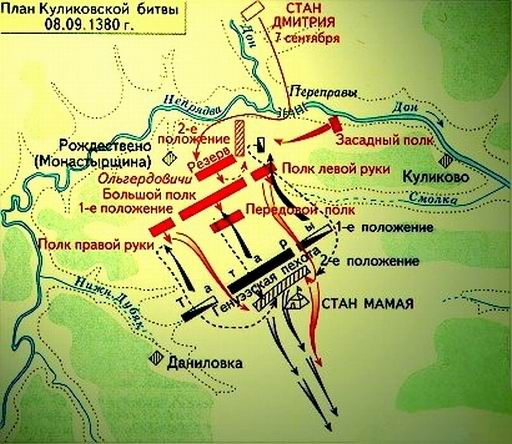 План Куликовской битвы
08.09.1380 г.
СТАН
ДМИТРИЯ
7 сентября
Дон
Переправы
Непрядва
Дон
2-е
положение
Засадный полк
Рождествено
(Монастырщина)
Резерв
Ольгердовичи
Полк левой руки
Куликово
Большой полк
1-е положение
Смолка
Передовой полк
Полк правой руки
1-е положение
2-е положение
Татары
Генуэзская пехота
Нижн. Дубяк
СТАН МАМАЯ
Даниловка